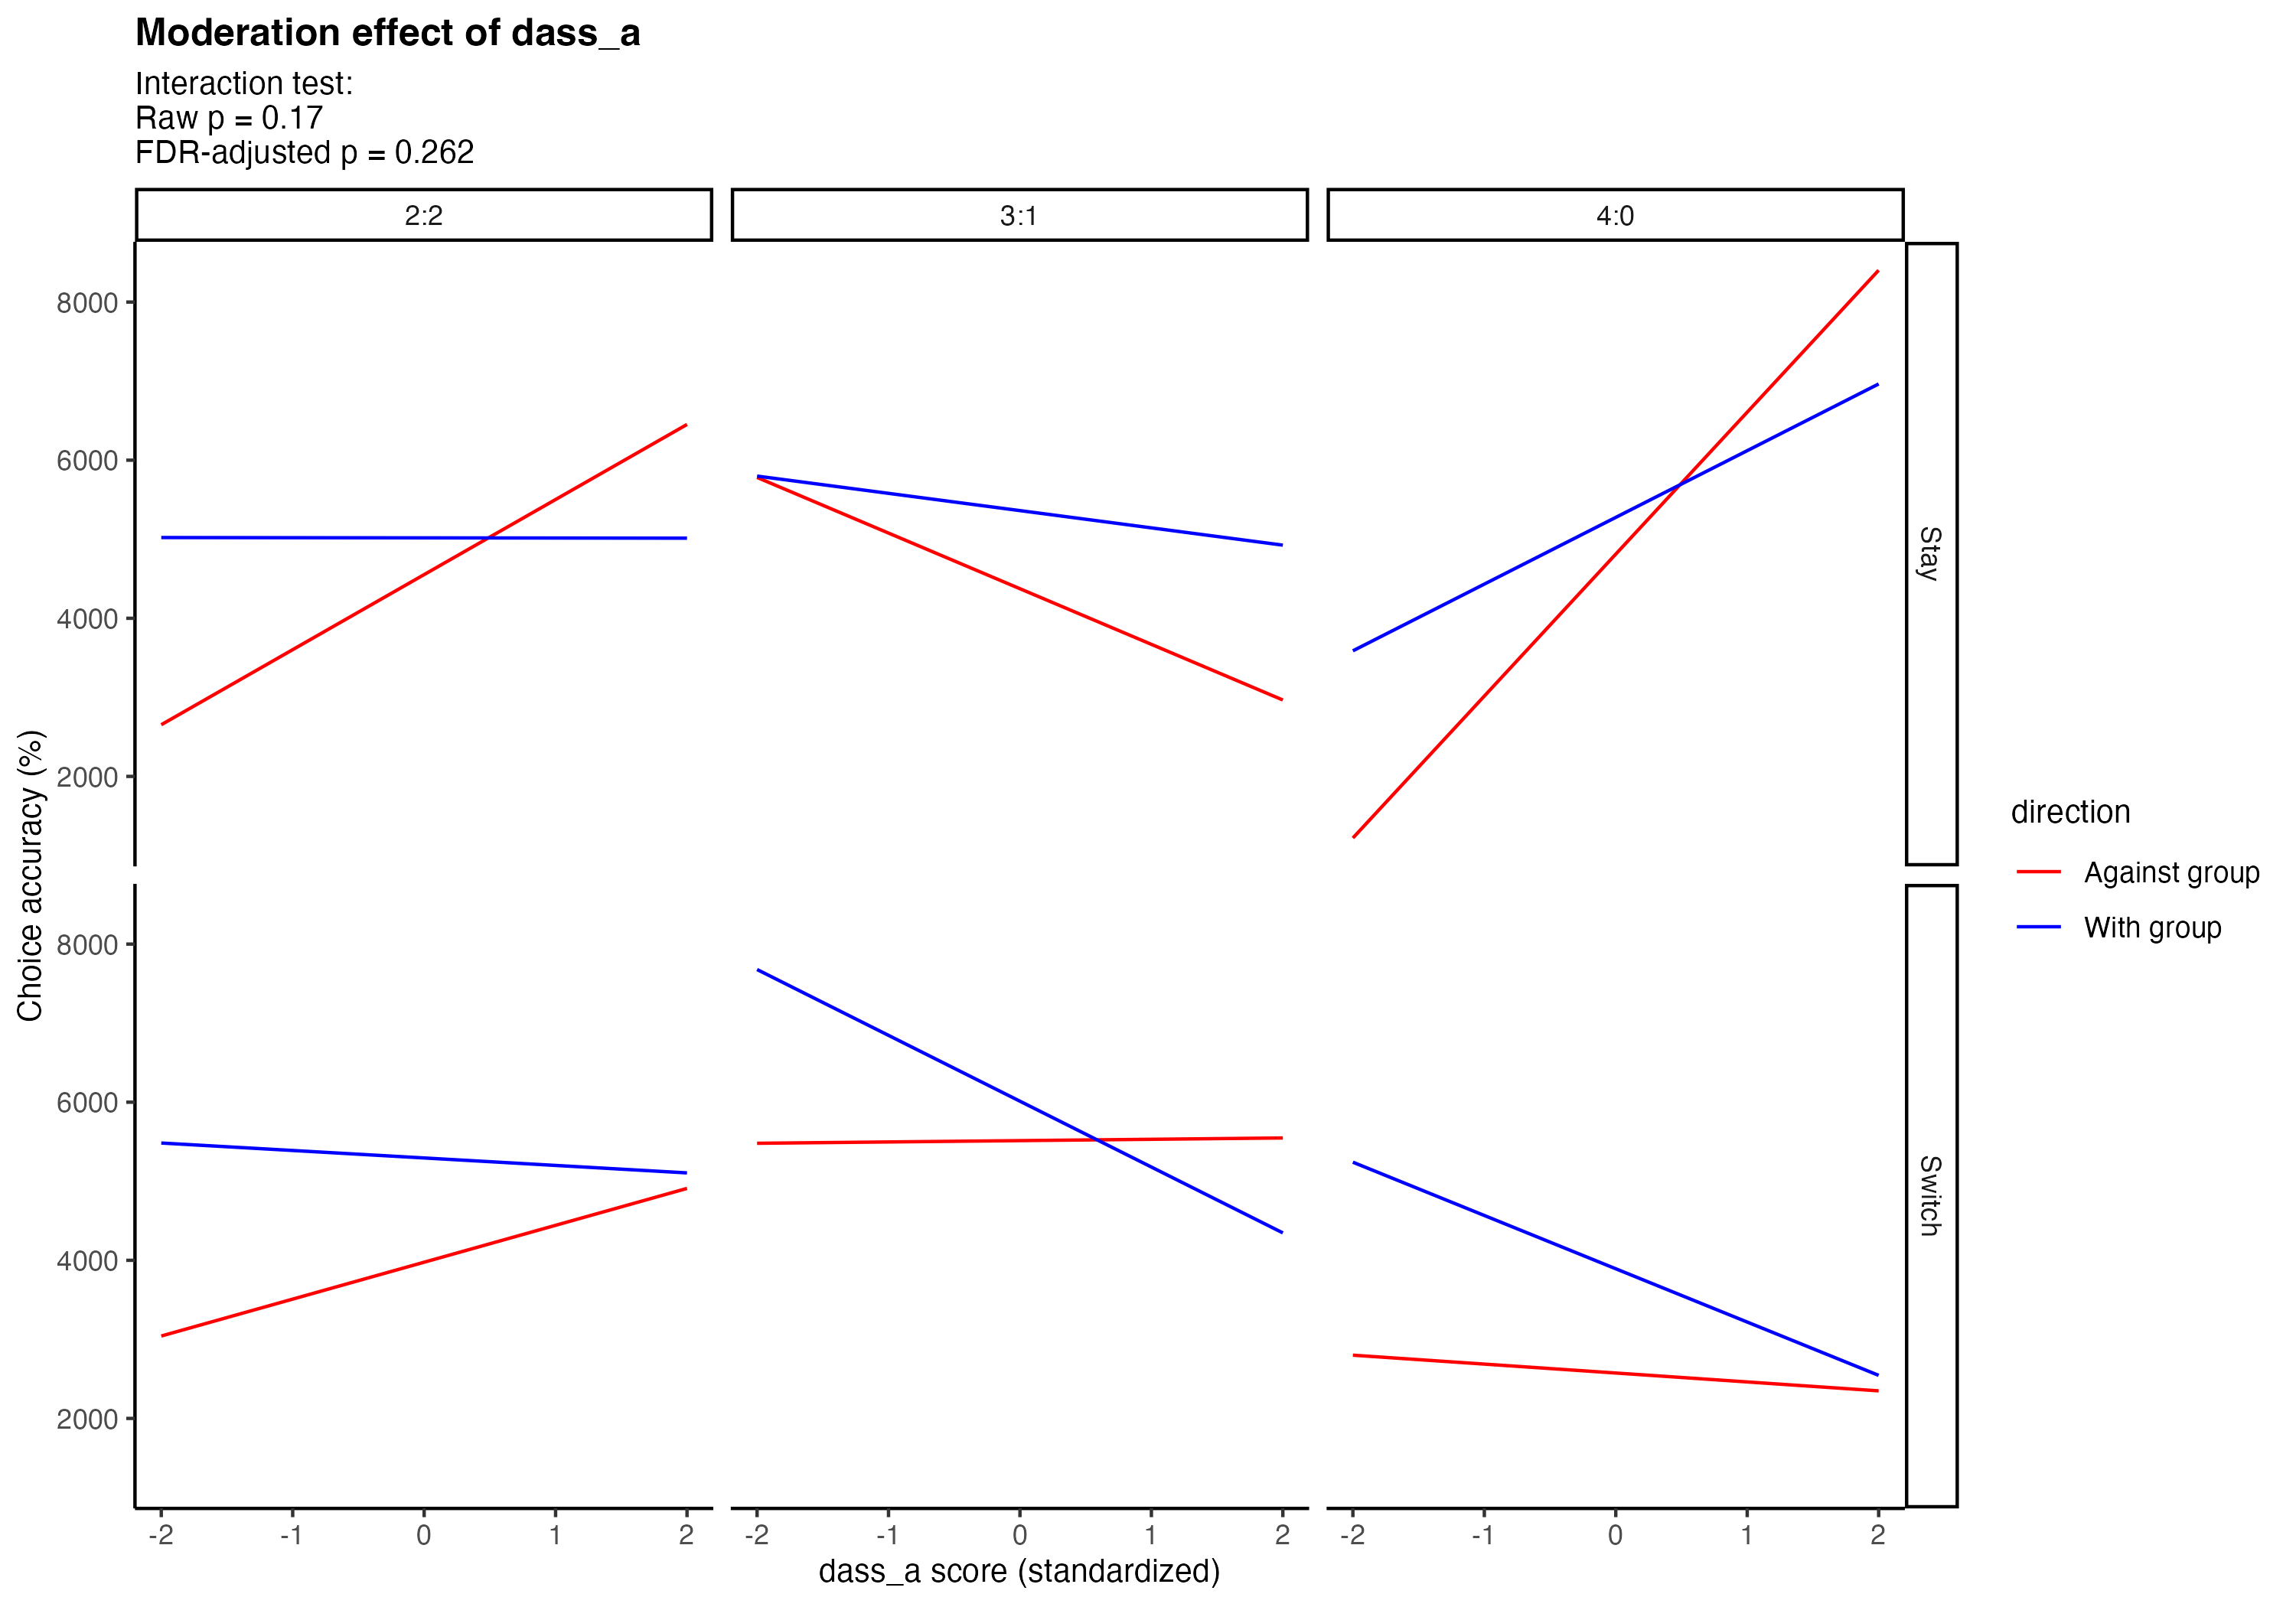 Moderation effect of dass_a
Interaction test:
Raw p = 0.17
FDR-adjusted p = 0.262
2:2
3:1
4:0
8000
6000
4000
2000
Stay
Choice accuracy (%)
direction
Against group
With group
8000
6000
4000
2000
Switch
-2 -1 0 1 2
-2 -1 0 1 2
-2 -1 0 1 2
dass_a score (standardized)